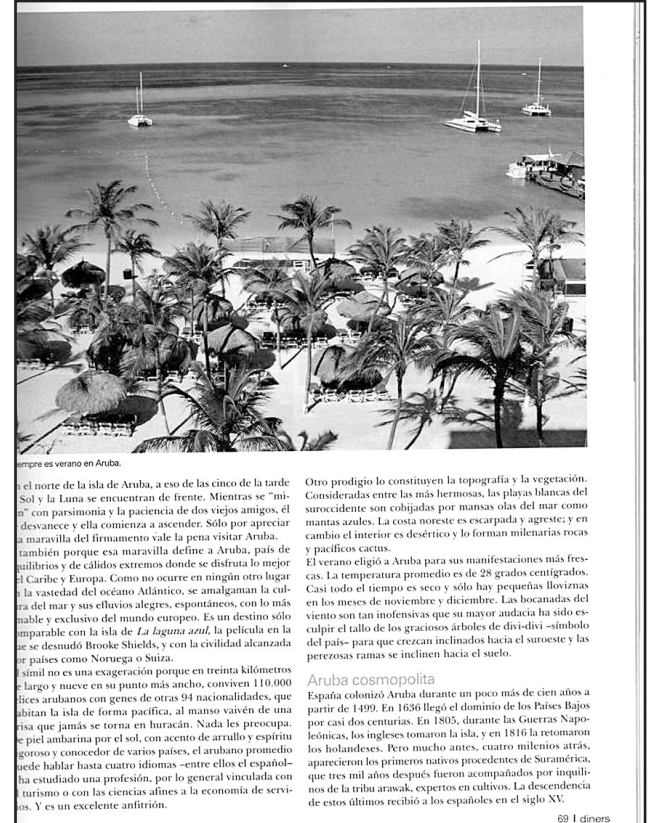 empre es verano en Aruba.
n el norte de la isla de Aruba, a eso de las cinco de la tarde
Sol y la Luna se encuentran de frente. Mientras se “mi-
n” con parsimonia y la paciencia de dos viejos amigos, él
desvanece y ella comienza a ascender. Sólo por apreciar
a maravilla del firmamento vale la pena visitar Aruba.
también porque esa maravilla define a Aruba, país de
quilibrios y de cálidos extremos donde se disfruta lo mejor
el Caribe y Europa. Como no ocurre en ningún otro lugar
n la vastedad del océano Atlántico, se amalgaman la cul-
ra del mar y sus efluvios alegres, espontáneos, con lo más
nable y exclusivo del mundo europeo. Es un destino sólo
omparable con la isla de La laguna azul, la película en la
ue se desnudó Brooke Shields, y con la civilidad alcanzada
or países como Noruega o Suiza.
l símil no es una exageración porque en treinta kilómetros
e largo y nueve en su punto más ancho, conviven 110.000
elices arubanos con genes de otras 94 nacionalidades, que
abitan la isla de forma pacífica, al manso vaivén de una
risa que jamás se torna en huracán. Nada les preocupa.
e piel ambarina por el sol, con acento de arrullo y espíritu
goroso y conocedor de varios países, el arubano promedio
uede hablar hasta cuatro idiomas –entre ellos el español–
ha estudiado una profesión, por lo general vinculada con
l turismo o con las ciencias afines a la economía de servi-
ios. Y es un excelente anfitrión.
Otro prodigio lo constituyen la topografía y la vegetación.
Consideradas entre las más hermosas, las playas blancas del
suroccidente son cobijadas por mansas olas del mar como
mantas azules. La costa noreste es escarpada y agreste; y en
cambio el interior es desértico y lo forman milenarias rocas
y pacíficos cactus.
El verano eligió a Aruba para sus manifestaciones más fres-
cas. La temperatura promedio es de 28 grados centígrados.
Casi todo el tiempo es seco y sólo hay pequeñas lloviznas
en los meses de noviembre y diciembre. Las bocanadas del
viento son tan inofensivas que su mayor audacia ha sido es-
culpir el tallo de los graciosos árboles de divi-divi –símbolo
del país– para que crezcan inclinados hacia el suroeste y las
perezosas ramas se inclinen hacia el suelo.
Aruba cosmopolita
España colonizó Aruba durante un poco más de cien años a
partir de 1499. En 1636 llegó el dominio de los Países Bajos
por casi dos centurias. En 1805, durante las Guerras Napo-
leónicas, los ingleses tomaron la isla, y en 1816 la retomaron
los holandeses. Pero mucho antes, cuatro milenios atrás,
aparecieron los primeros nativos procedentes de Suramérica,
que tres mil años después fueron acompañados por inquili-
nos de la tribu arawak, expertos en cultivos. La descendencia
de estos últimos recibió a los españoles en el siglo XV.
69 | diners